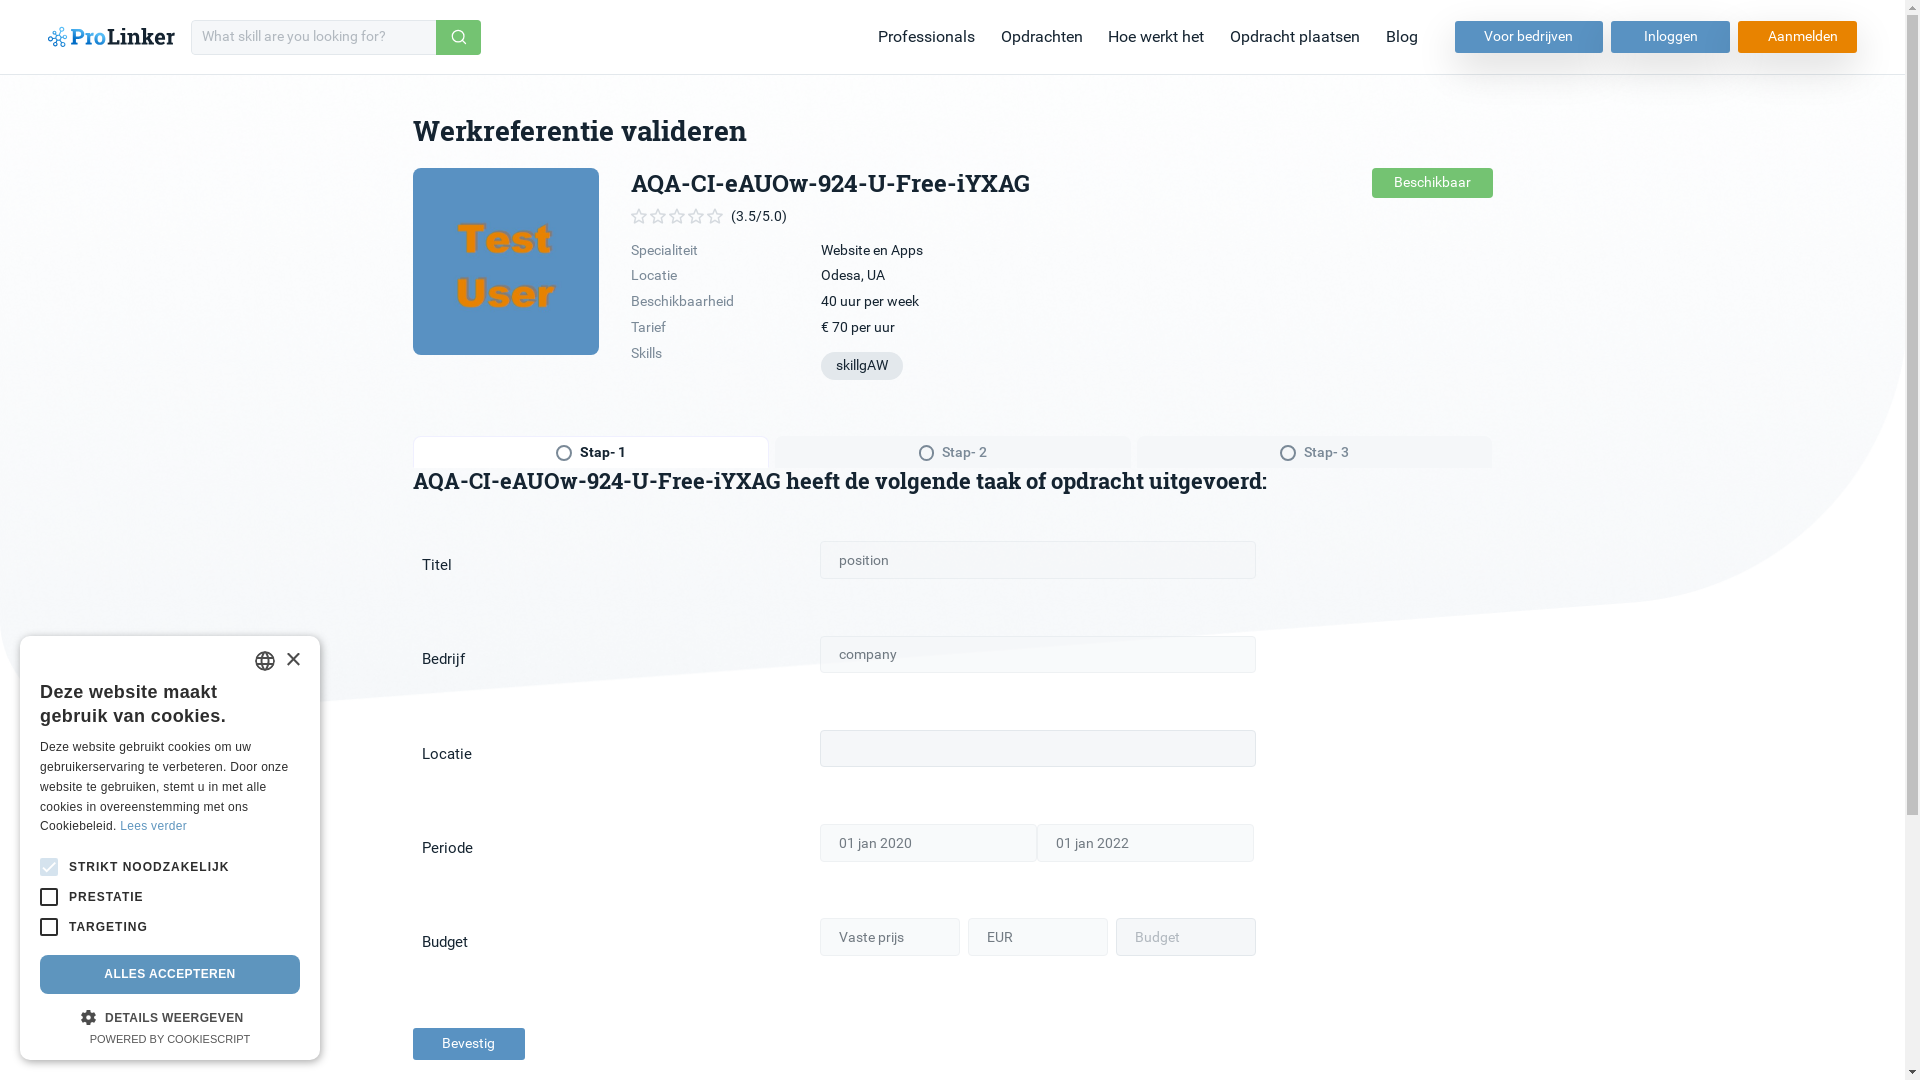 ProLinker
What skill are you looking for?
Professionals
Opdrachten
Hoe werkt het
Opdracht plaatsen
Blog
Voor bedrijven
Inloggen
Aanmelden
Werkreferentie valideren
Test
User
AQA-CI-eAUOw-924-U-Free-iYXAG
Beschikbaar
(3.5/5.0)
Specialiteit Website en Apps
Locatie Odesa, UA
Beschikbaarheid 40 uur per week
Tarief € 70 per uur
Skills skillgAW
Stap- 1
Stap- 2
Stap- 3
AQA-CI-eAUOw-924-U-Free-iYXAG heeft de volgende taak of opdracht uitgevoerd:
Titel position
Bedrijf company
Locatie
Periode 01 jan 2020 01 jan 2022
Budget Vaste prijs EUR Budget
Bevestig
×
Deze website maakt
gebruik van cookies.
Deze website gebruikt cookies om uw
gebruikerservaring te verbeteren. Door onze
website te gebruiken, stemt u in met alle
cookies in overeenstemming met ons
Cookiebeleid. Lees verder
STRIKT NOODZAKELIJK
PRESTATIE
TARGETING
ALLES ACCEPTEREN
DETAILS WEERGEVEN
POWERED BY COOKIESCRIPT